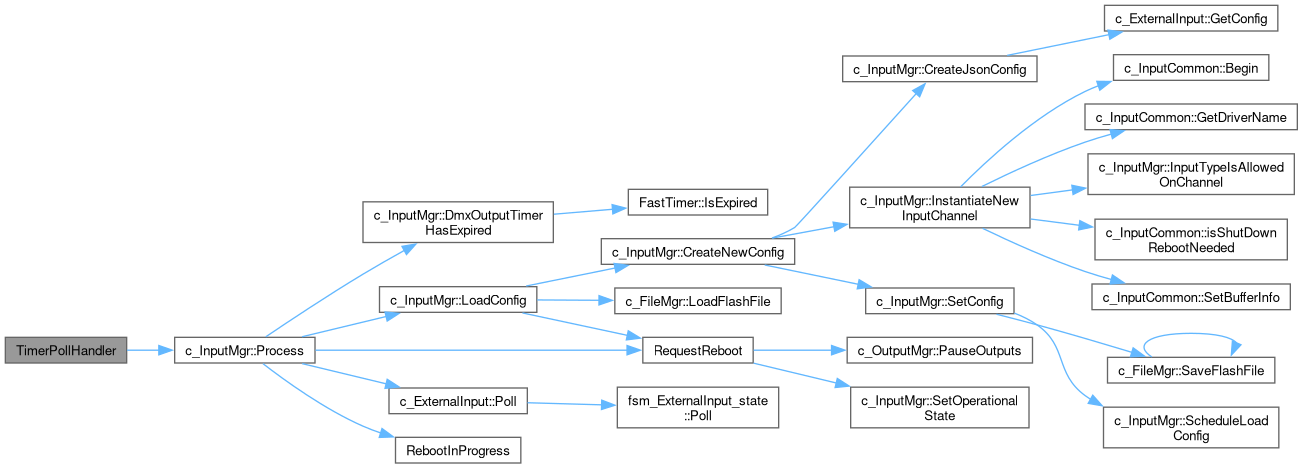 TimerPollHandler
c_InputMgr::Process
c_InputMgr::DmxOutputTimer
HasExpired
FastTimer::IsExpired
c_InputMgr::LoadConfig
c_InputMgr::CreateNewConfig
c_InputMgr::CreateJsonConfig
c_ExternalInput::GetConfig
c_InputMgr::InstantiateNew
InputChannel
c_InputCommon::Begin
c_InputCommon::GetDriverName
c_InputMgr::InputTypeIsAllowed
OnChannel
c_InputCommon::isShutDown
RebootNeeded
c_InputCommon::SetBufferInfo
c_InputMgr::SetConfig
c_FileMgr::SaveFlashFile
c_InputMgr::ScheduleLoad
Config
c_FileMgr::LoadFlashFile
RequestReboot
c_OutputMgr::PauseOutputs
c_InputMgr::SetOperational
State
c_ExternalInput::Poll
fsm_ExternalInput_state
::Poll
RebootInProgress